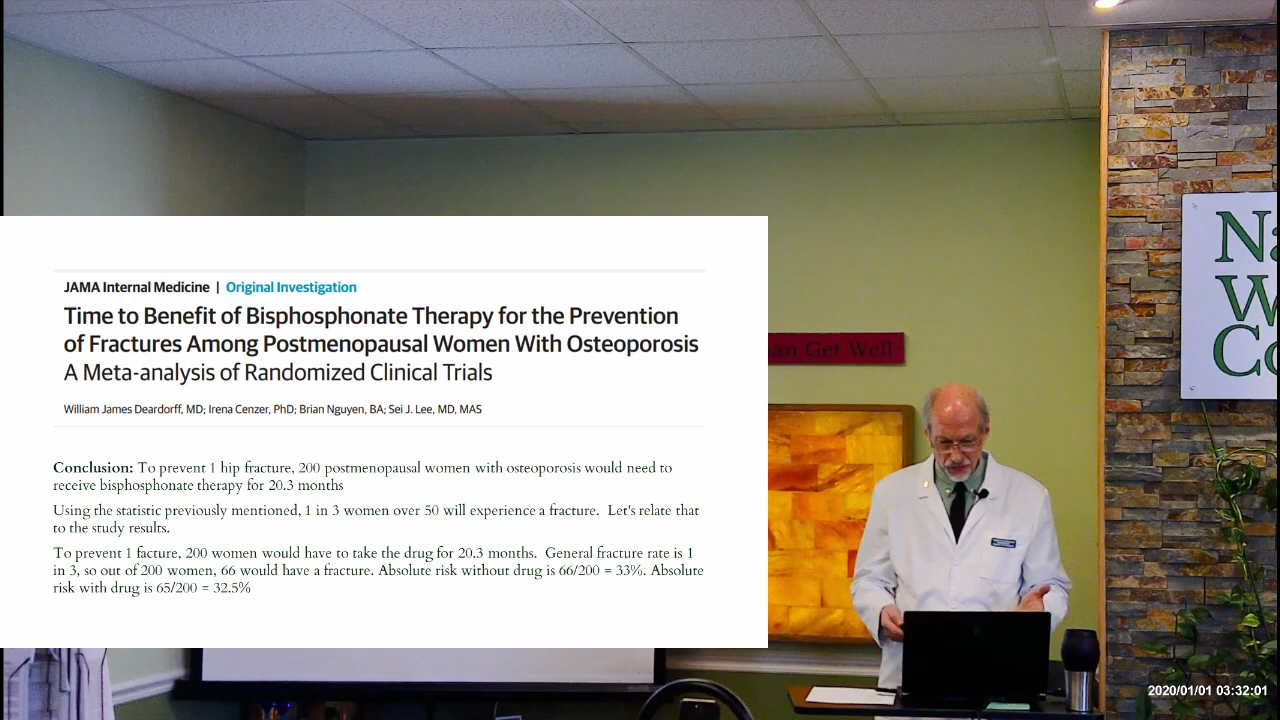 JAMA Internal Medicine | Original Investigation
Time to Benefit of Bisphosphonate Therapy for the Prevention
of Fractures Among Postmenopausal Women With Osteoporosis
A Meta-analysis of Randomized Clinical Trials
William James Deardorff, MD; Irena Cenzer, PhD; Brian Nguyen, BA; Sei J. Lee, MD, MAS
Conclusion: To prevent 1 hip fracture, 200 postmenopausal women with osteoporosis would need to
receive bisphosphonate therapy for 20.3 months
Using the statistic previously mentioned, 1 in 3 women over 50 will experience a fracture. Let's relate that
to the study results.
To prevent 1 facture, 200 women would have to take the drug for 20.3 months. General fracture rate is 1
in 3, so out of 200 women, 66 would have a fracture. Absolute risk without drug is 66/200 = 33%. Absolute
risk with drug is 65/200 = 32.5%
an Get Well
Na
W
Co
2020/01/01 03:32:01